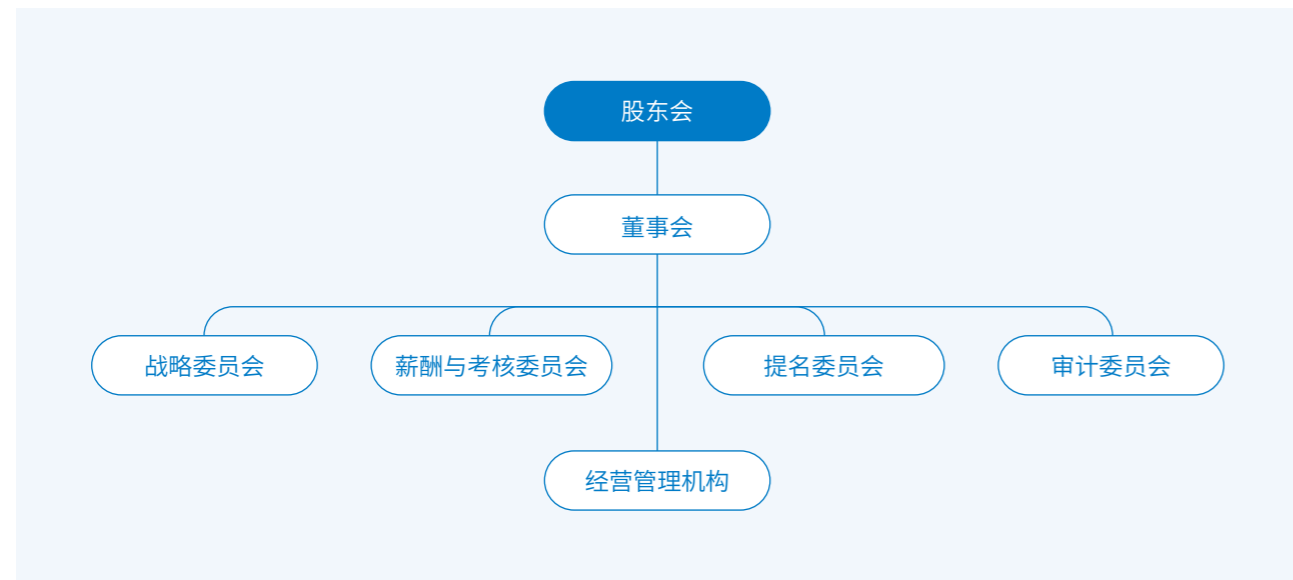 股东会
董事会
战略委员会
薪酬与考核委员会
提名委员会
审计委员会
经营管理机构